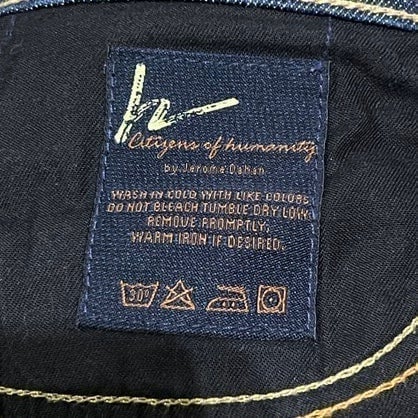 Citizens of humanity
by Jerome Dahan
WASH IN COLD WITH LIKE COLORS
DO NOT BLEACH TUMBLE DRY LOW
REMOVE PROMPTLY.
WARM IRON IF DESIRED.
30°